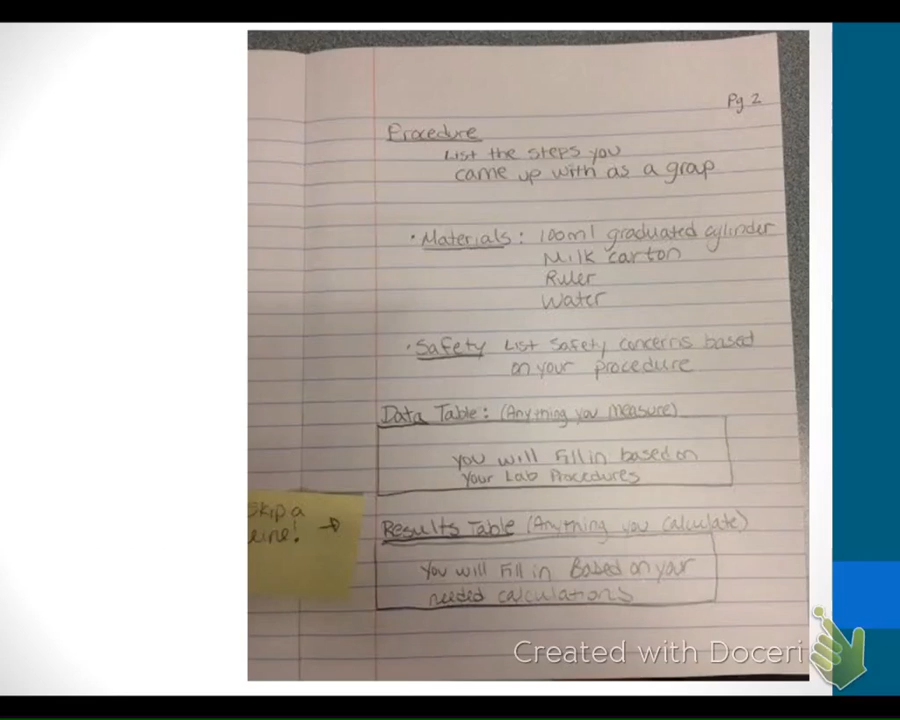 Pg 2
Procedure
List the steps you
came up with as a group
• Materials: 100ml graduated cylinder
Milk carton
Ruler
Water
• Safety List Safety concerns based
on your procedure
Data Table: (Anything you Measure)
You will Fill in based on
Your Lab Procedures
Skip a
Line! →
Results Table (Anything you calculate)
You will Fill in Based on your
needed calculations
Created with Doceri